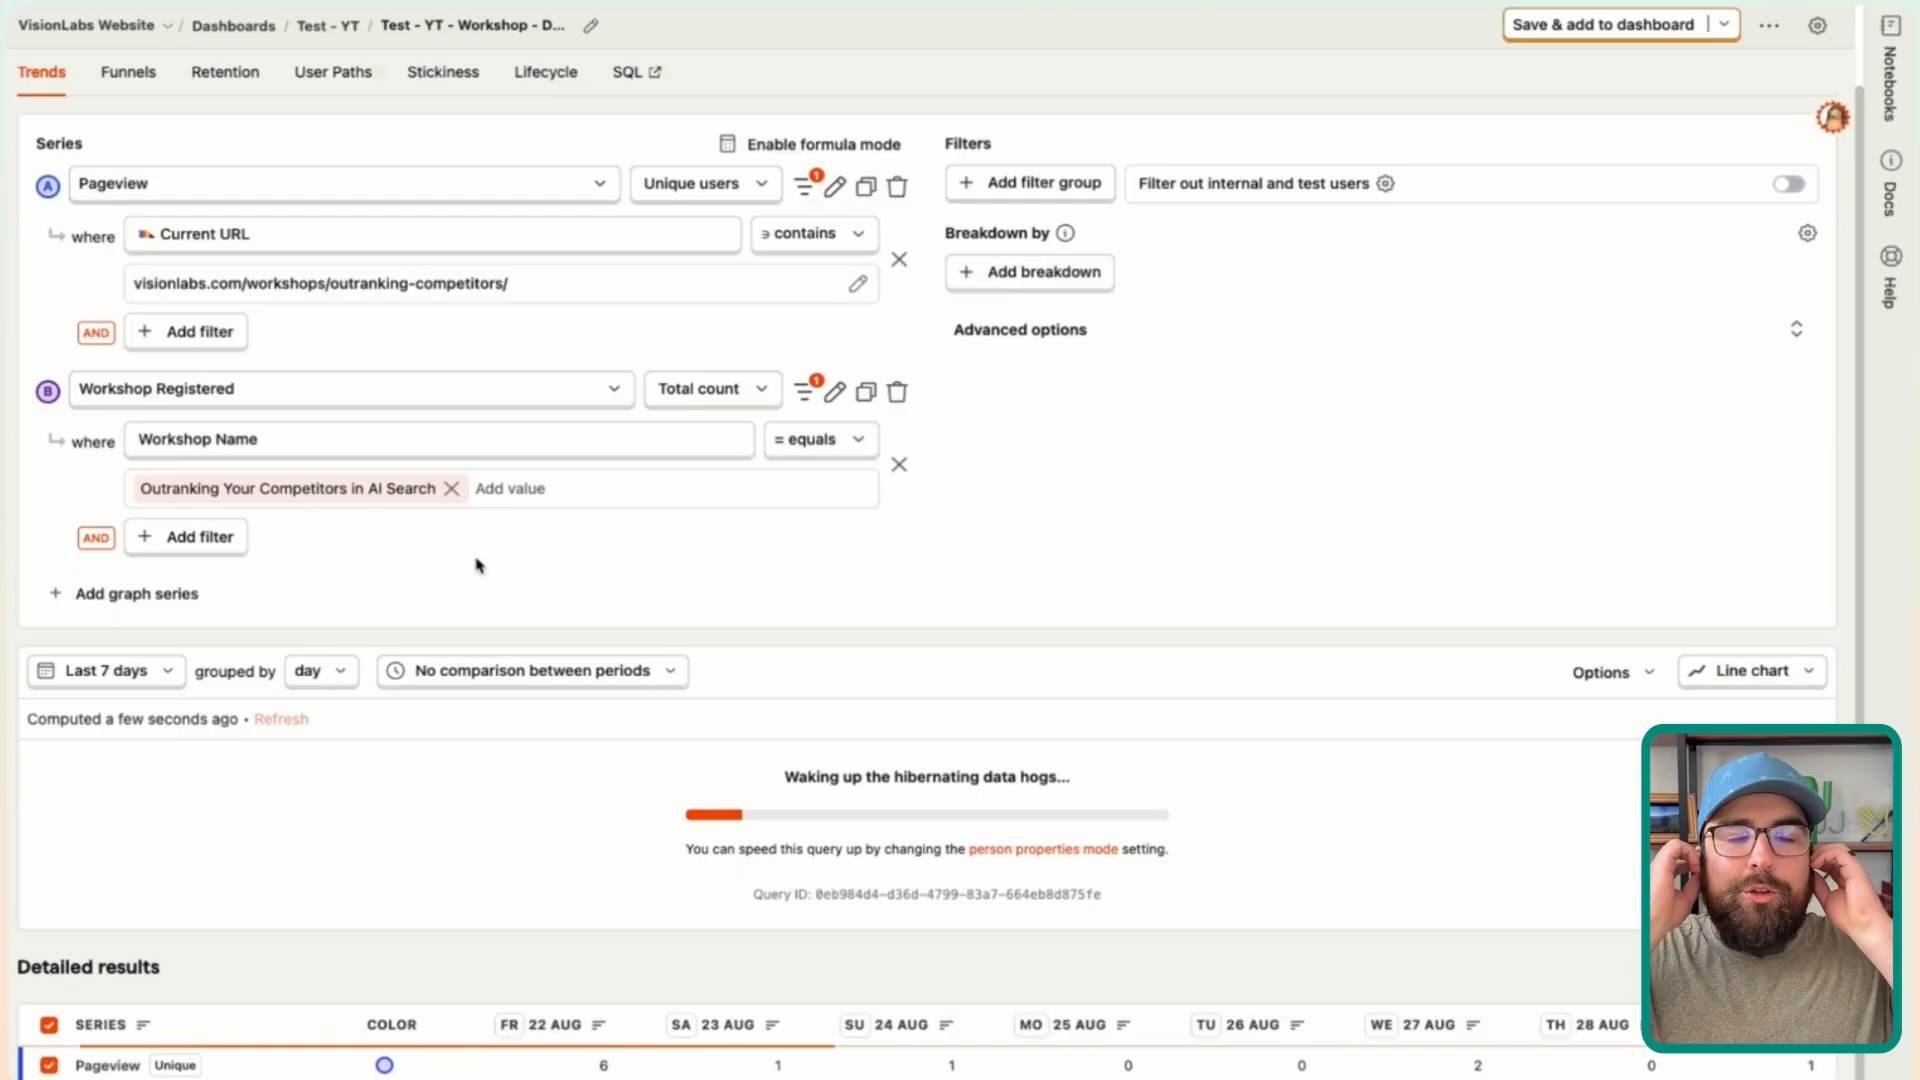 VisionLabs Website / Dashboards / Test - YT / Test - YT - Workshop - D...
Save & add to dashboard
Trends Funnels Retention User Paths Stickiness Lifecycle SQL
Notebooks
Docs
Help
Series
Enable formula mode
A Pageview Unique users 1
where Current URL ∋ contains
visionlabs.com/workshops/outranking-competitors/
AND + Add filter
B Workshop Registered Total count 1
where Workshop Name = equals
Outranking Your Competitors in AI Search Add value
AND + Add filter
+ Add graph series
Filters
+ Add filter group Filter out internal and test users
Breakdown by
+ Add breakdown
Advanced options
Last 7 days grouped by day No comparison between periods Options Line chart
Computed a few seconds ago • Refresh
Waking up the hibernating data hogs...
You can speed this query up by changing the person properties mode setting.
Query ID: 0eb984d4-d36d-4799-83a7-664eb8d875fe
Detailed results
SERIES COLOR FR 22 AUG SA 23 AUG SU 24 AUG MO 25 AUG TU 26 AUG WE 27 AUG TH 28 AUG
Pageview Unique 6 1 1 0 0 2 0 1